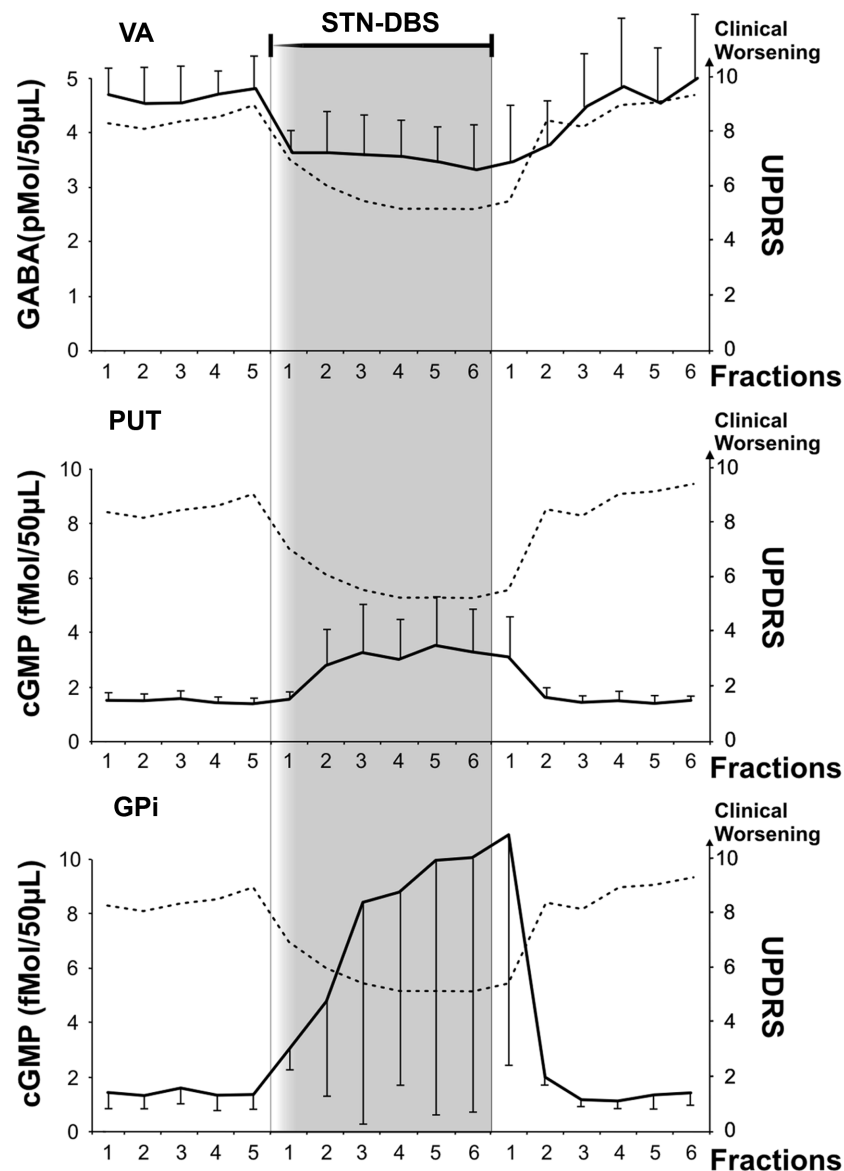 VA
STN-DBS
Clinical
Worsening
GABA(pMol/50µL)
5
4
3
2
1
0
10
8
6
4
2
0
UPDRS
1 2 3 4 5 1 2 3 4 5 6 1 2 3 4 5 6 Fractions
PUT
Clinical
Worsening
cGMP (fMol/50µL)
10
8
6
4
2
0
10
8
6
4
2
0
UPDRS
1 2 3 4 5 1 2 3 4 5 6 1 2 3 4 5 6 Fractions
GPi
Clinical
Worsening
cGMP (fMol/50µL)
10
8
6
4
2
0
10
8
6
4
2
0
UPDRS
1 2 3 4 5 1 2 3 4 5 6 1 2 3 4 5 6 Fractions